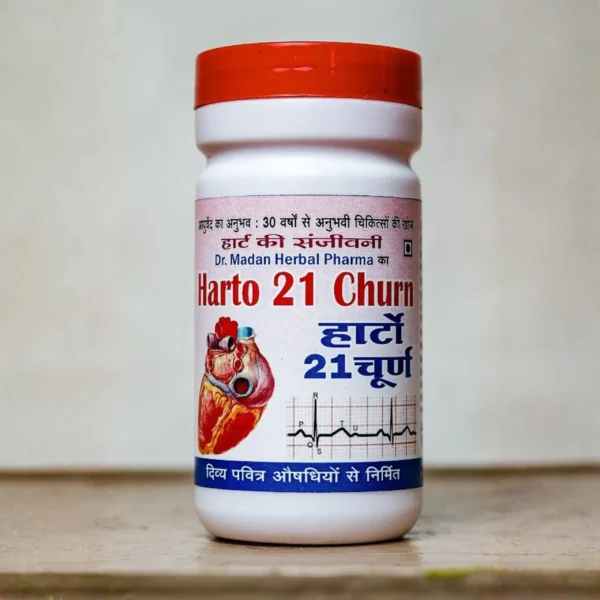 आयुर्वेद का अनुभव : 30 वर्षों से अनुभवी चिकित्सों की खोज
हार्ट की संजीवनी
Dr. Madan Herbal Pharma का
Harto 21 Churn
हार्टो
21 चूर्ण
R
P
T U
Q
S
दिव्य पवित्र औषधियों से निर्मित